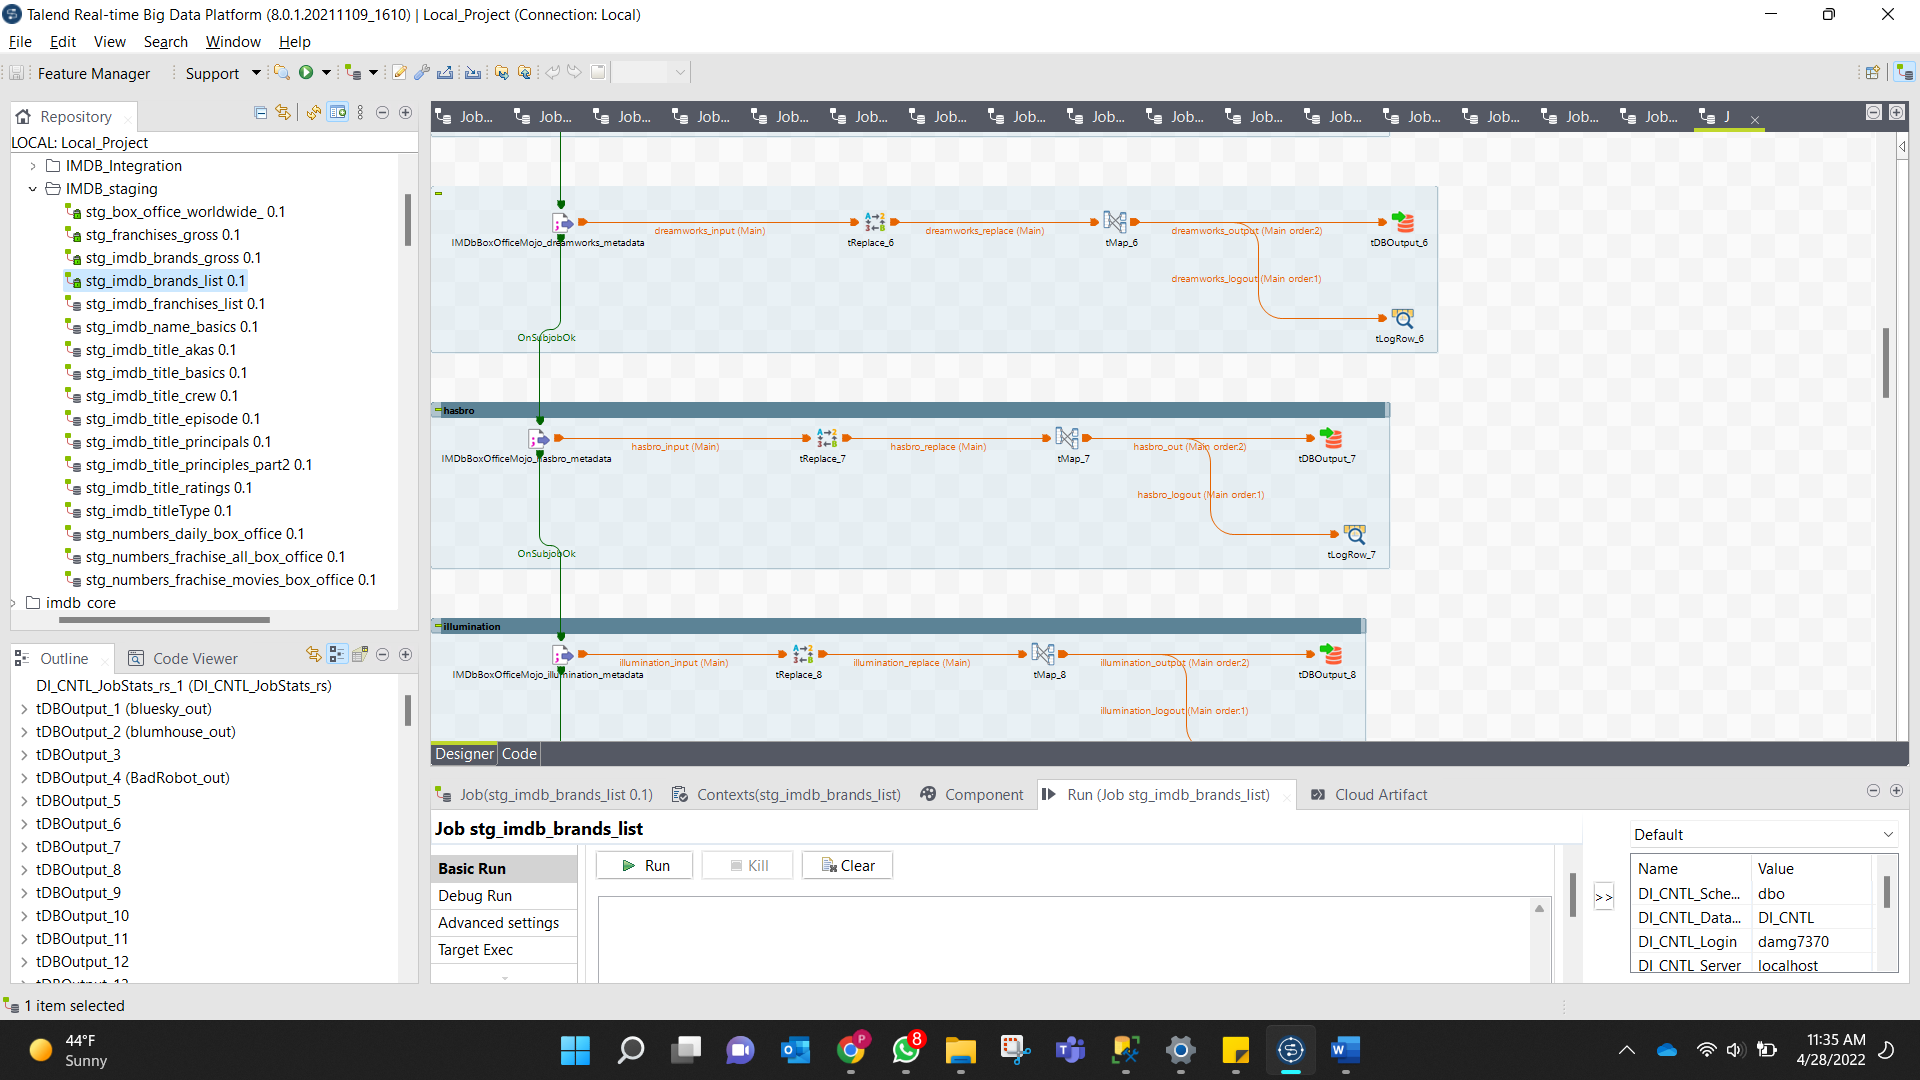 Talend Real-time Big Data Platform (8.0.1.20211109_1610) | Local_Project (Connection: Local)
File Edit View Search Window Help
Feature Manager Support
Repository
LOCAL: Local_Project
IMDB_Integration
IMDB_staging
stg_box_office_worldwide_ 0.1
stg_franchises_gross 0.1
stg_imdb_brands_gross 0.1
stg_imdb_brands_list 0.1
stg_imdb_franchises_list 0.1
stg_imdb_name_basics 0.1
stg_imdb_title_akas 0.1
stg_imdb_title_basics 0.1
stg_imdb_title_crew 0.1
stg_imdb_title_episode 0.1
stg_imdb_title_principals 0.1
stg_imdb_title_principles_part2 0.1
stg_imdb_title_ratings 0.1
stg_imdb_titleType 0.1
stg_numbers_daily_box_office 0.1
stg_numbers_frachise_all_box_office 0.1
stg_numbers_frachise_movies_box_office 0.1
imdb core
Outline Code Viewer
DI_CNTL_JobStats_rs_1 (DI_CNTL_JobStats_rs)
tDBOutput_1 (bluesky_out)
tDBOutput_2 (blumhouse_out)
tDBOutput_3
tDBOutput_4 (BadRobot_out)
tDBOutput_5
tDBOutput_6
tDBOutput_7
tDBOutput_8
tDBOutput_9
tDBOutput_10
tDBOutput_11
tDBOutput_12
Job... Job... Job... Job... Job... Job... Job... Job... Job... Job... Job... Job... Job... Job... Job... Job... J
dreamworks_input (Main) dreamworks_replace (Main) dreamworks_output (Main order:2)
IMDbBoxOfficeMojo_dreamworks_metadata tReplace_6 tMap_6 tDBOutput_6
dreamworks_logout (Main order:1)
OnSubjobOk tLogRow_6
hasbro
hasbro_input (Main) hasbro_replace (Main) hasbro_out (Main order:2)
IMDbBoxOfficeMojo_hasbro_metadata tReplace_7 tMap_7 tDBOutput_7
hasbro_logout (Main order:1)
OnSubjobOk tLogRow_7
illumination
illumination_input (Main) illumination_replace (Main) illumination_output (Main order:2)
IMDbBoxOfficeMojo_illumination_metadata tReplace_8 tMap_8 tDBOutput_8
illumination_logout (Main order:1)
Designer Code
Job(stg_imdb_brands_list 0.1) Contexts(stg_imdb_brands_list) Component Run (Job stg_imdb_brands_list) Cloud Artifact
Job stg_imdb_brands_list
Basic Run
Debug Run
Advanced settings
Target Exec
Run Kill Clear
>>
Default
Name Value
DI_CNTL_Sche... dbo
DI_CNTL_Data... DI_CNTL
DI_CNTL_Login damg7370
DI_CNTL_Server localhost
1 item selected
44°F
Sunny
P
8
11:35 AM
4/28/2022